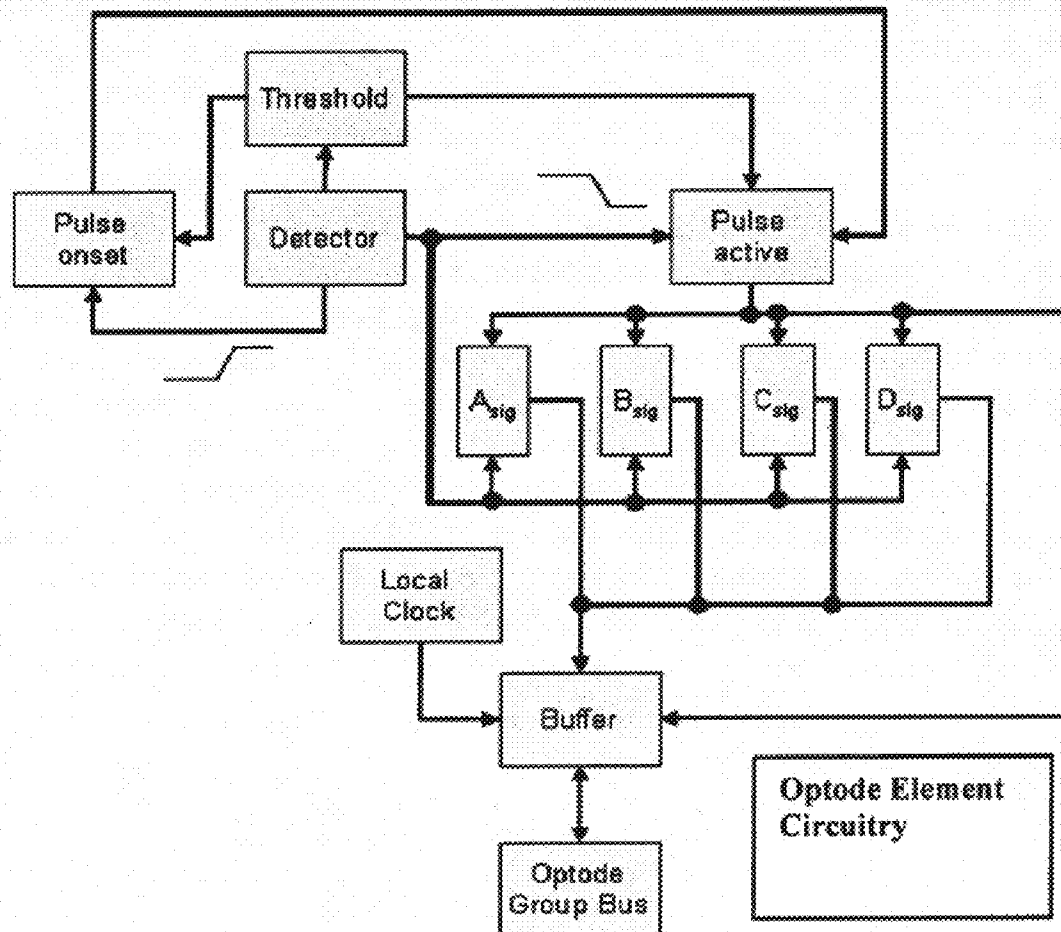 Threshold
Pulse
onset
Detector
Pulse
active
Asig
Bsig
Csig
Dsig
Local
Clock
Buffer
Optode Element
Circuitry
Optode
Group Bus